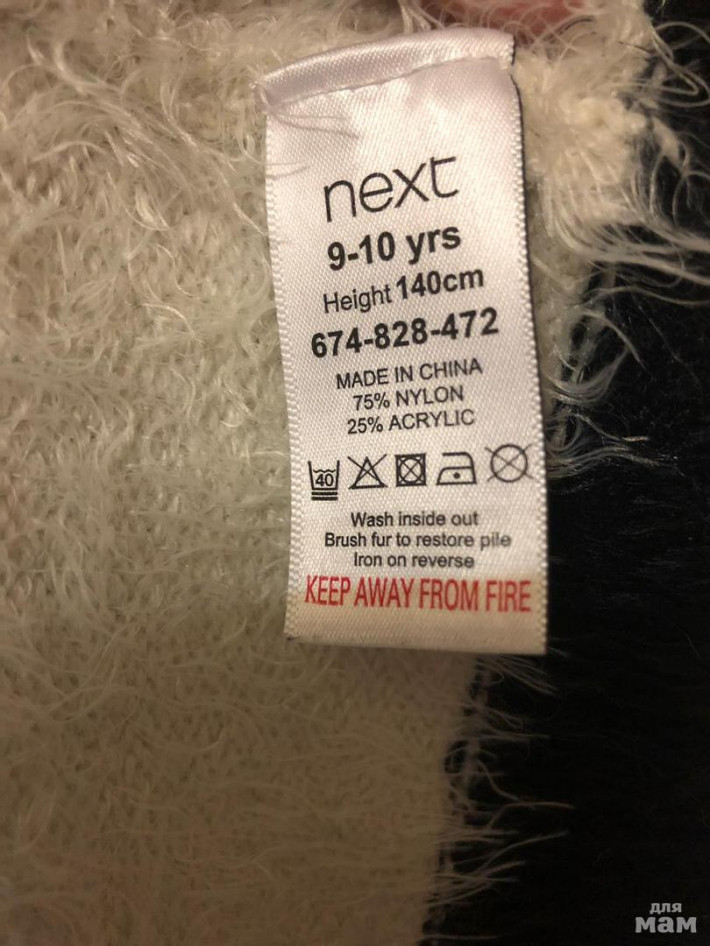 next
9-10 yrs
Height 140cm
674-828-472
MADE IN CHINA
75% NYLON
25% ACRYLIC
40
Wash inside out
Brush fur to restore pile
Iron on reverse
KEEP AWAY FROM FIRE
для
мам